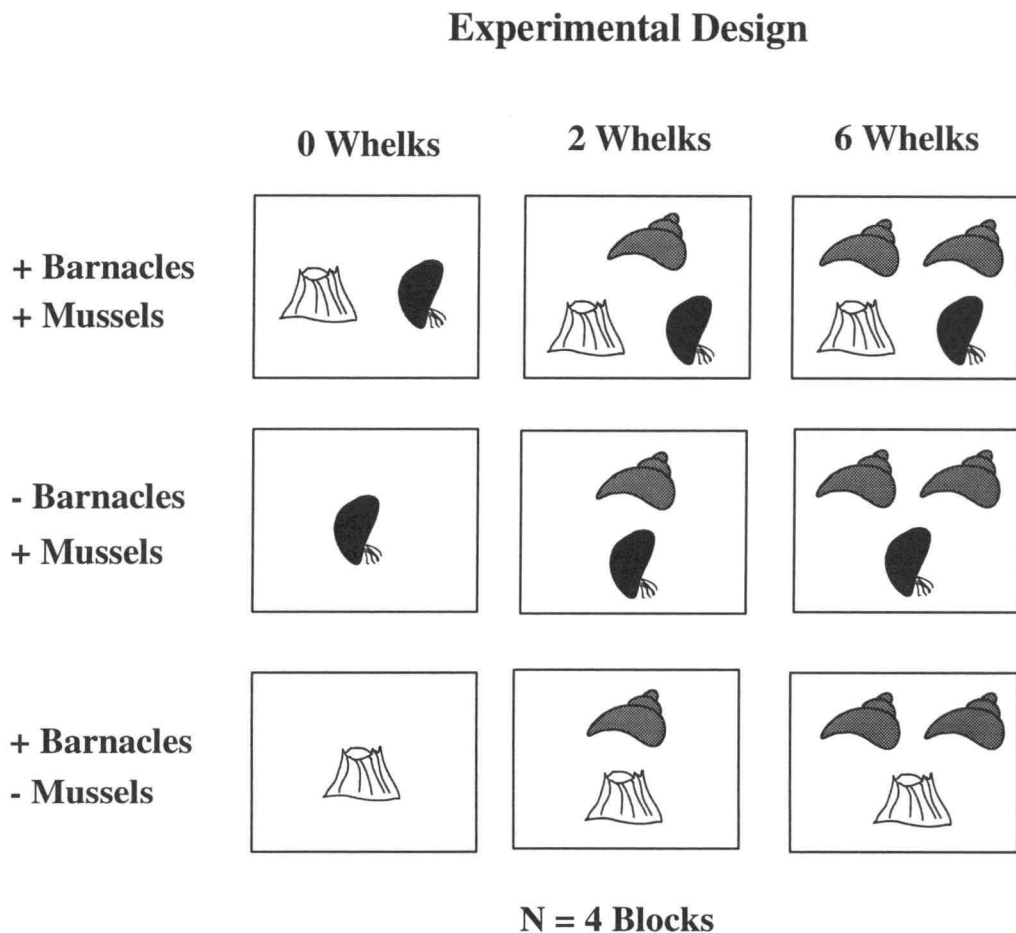 Experimental Design
0 Whelks
2 Whelks
6 Whelks
+ Barnacles
+ Mussels
- Barnacles
+ Mussels
+ Barnacles
- Mussels
N = 4 Blocks